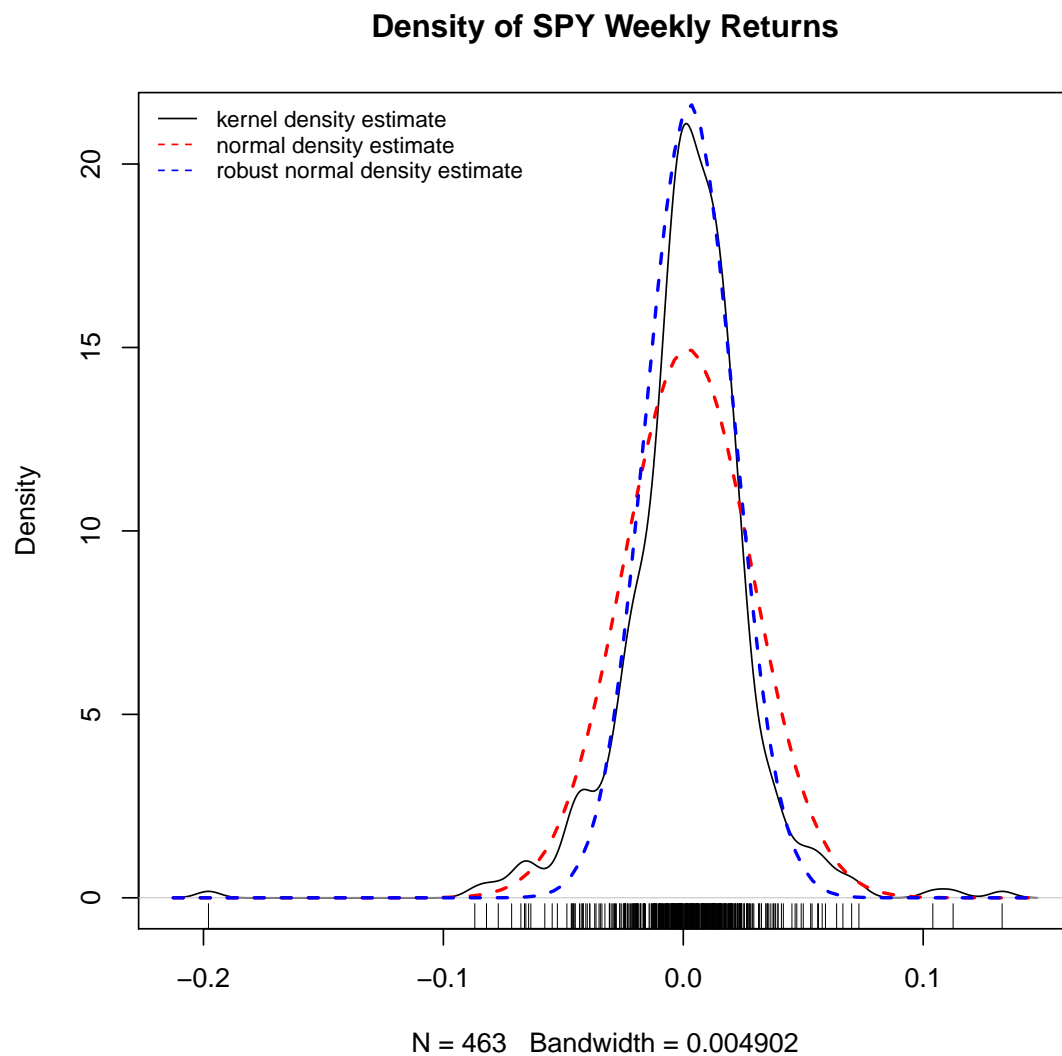 Density of SPY Weekly Returns
kernel density estimate
normal density estimate
robust normal density estimate
Density
20
15
10
5
0
−0.2
−0.1
0.0
0.1
N = 463   Bandwidth = 0.004902